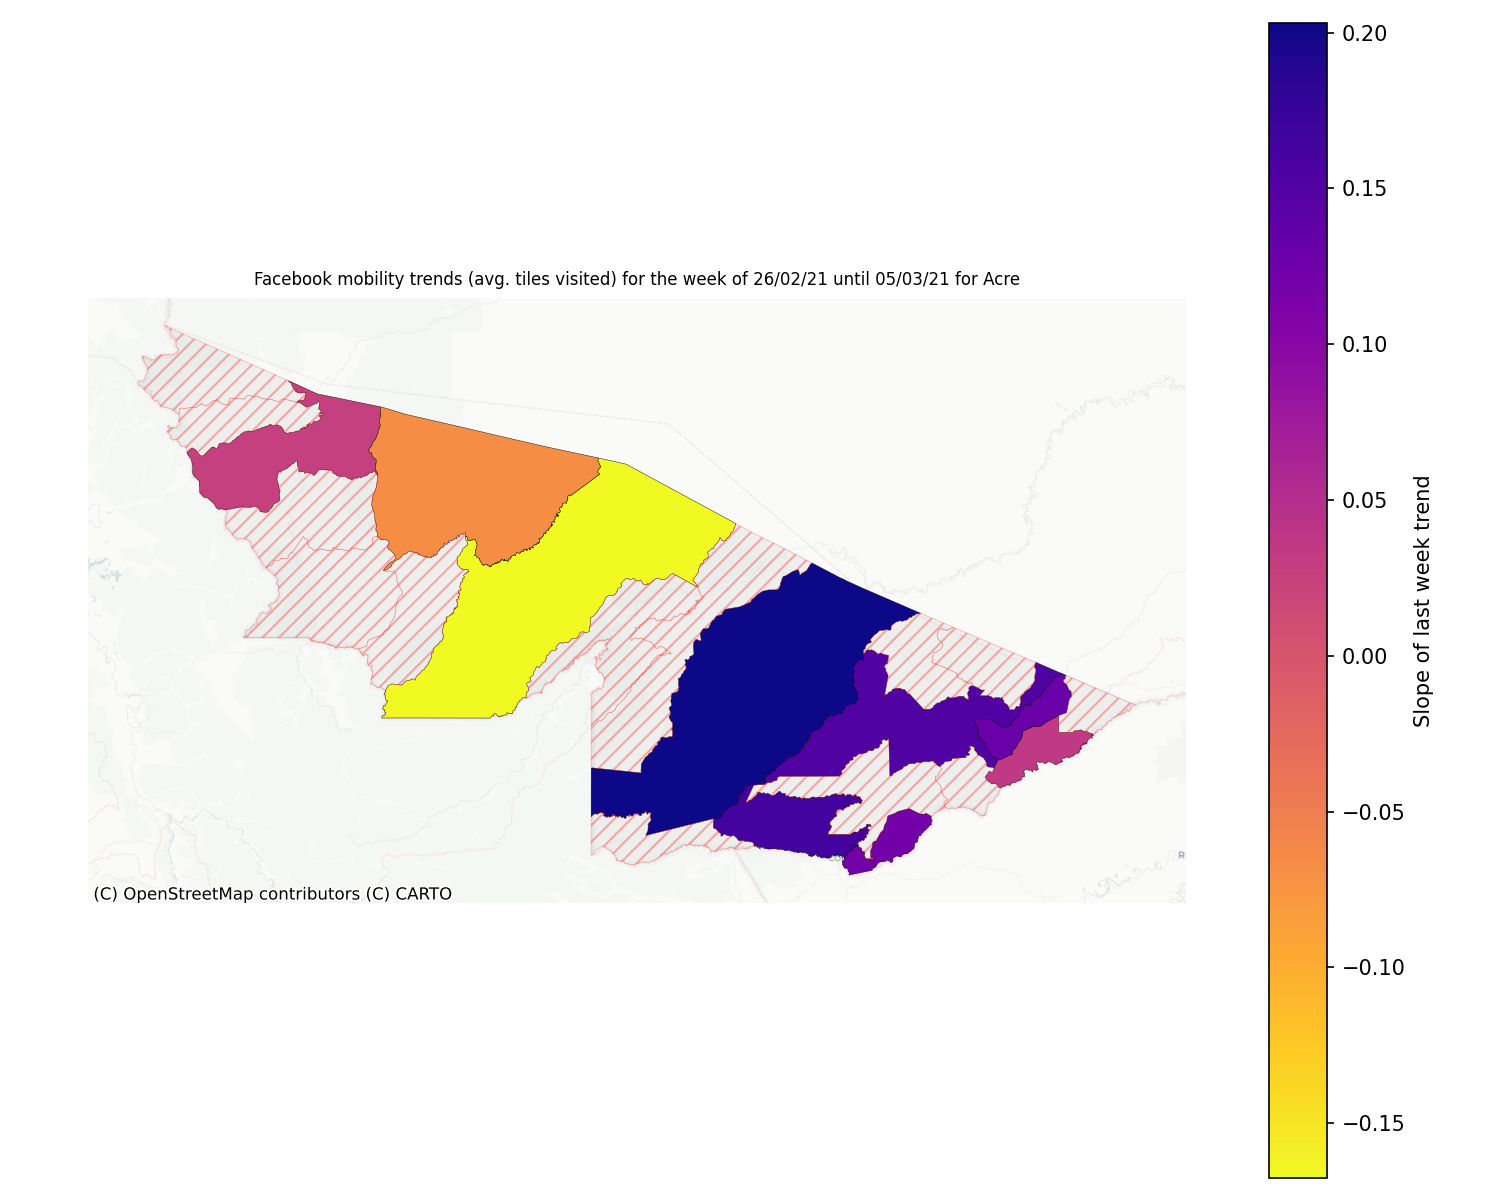 Facebook mobility trends (avg. tiles visited) for the week of 26/02/21 until 05/03/21 for Acre
0.20
0.15
0.10
0.05
0.00
−0.05
−0.10
−0.15
Slope of last week trend
(C) OpenStreetMap contributors (C) CARTO